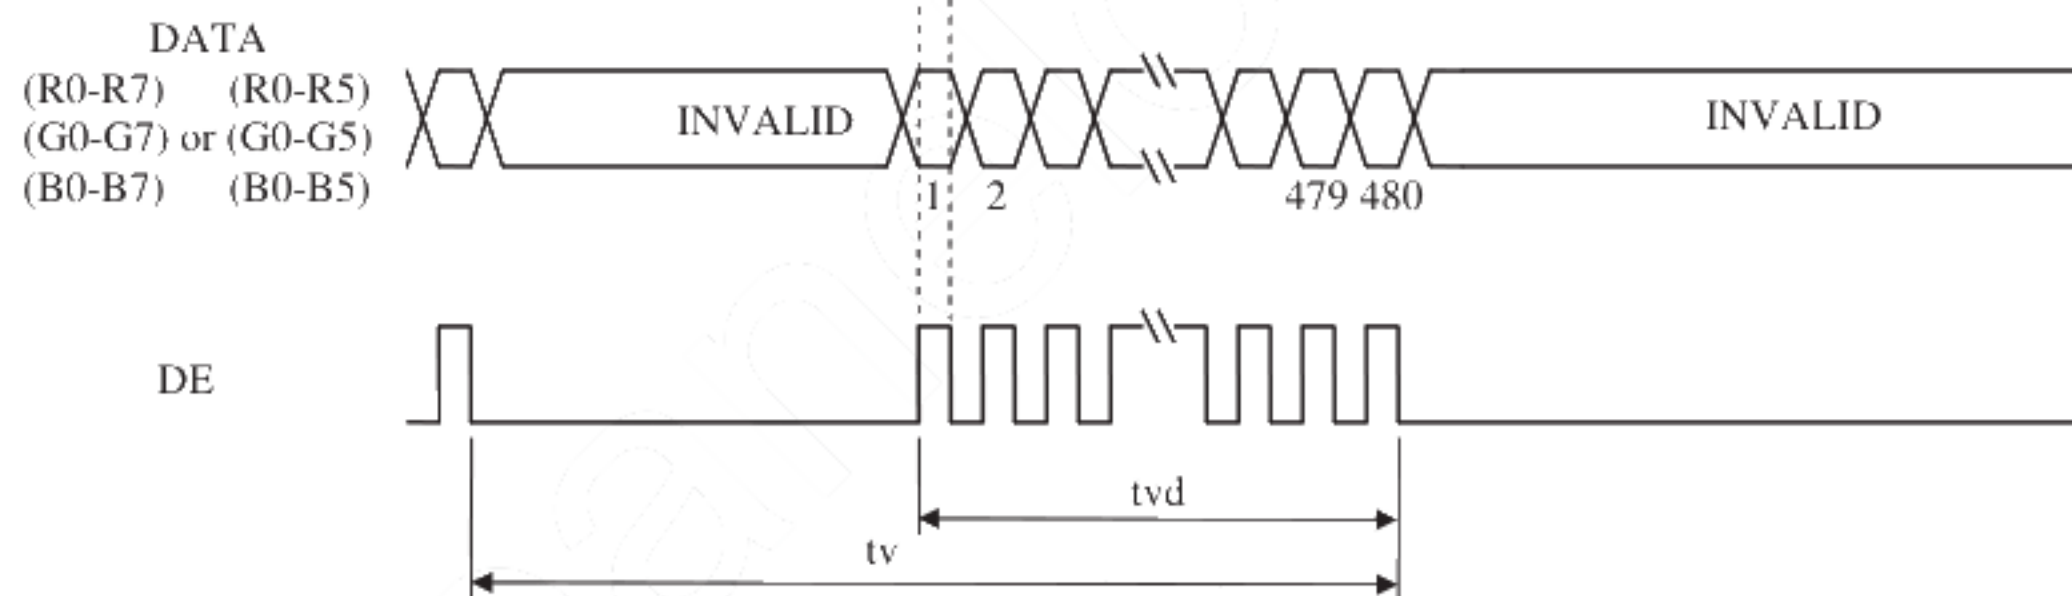 DATA
(R0-R7) (R0-R5)
(G0-G7) or (G0-G5)
(B0-B7) (B0-B5)
INVALID
INVALID
1 2 479 480
DE
tvd
tv